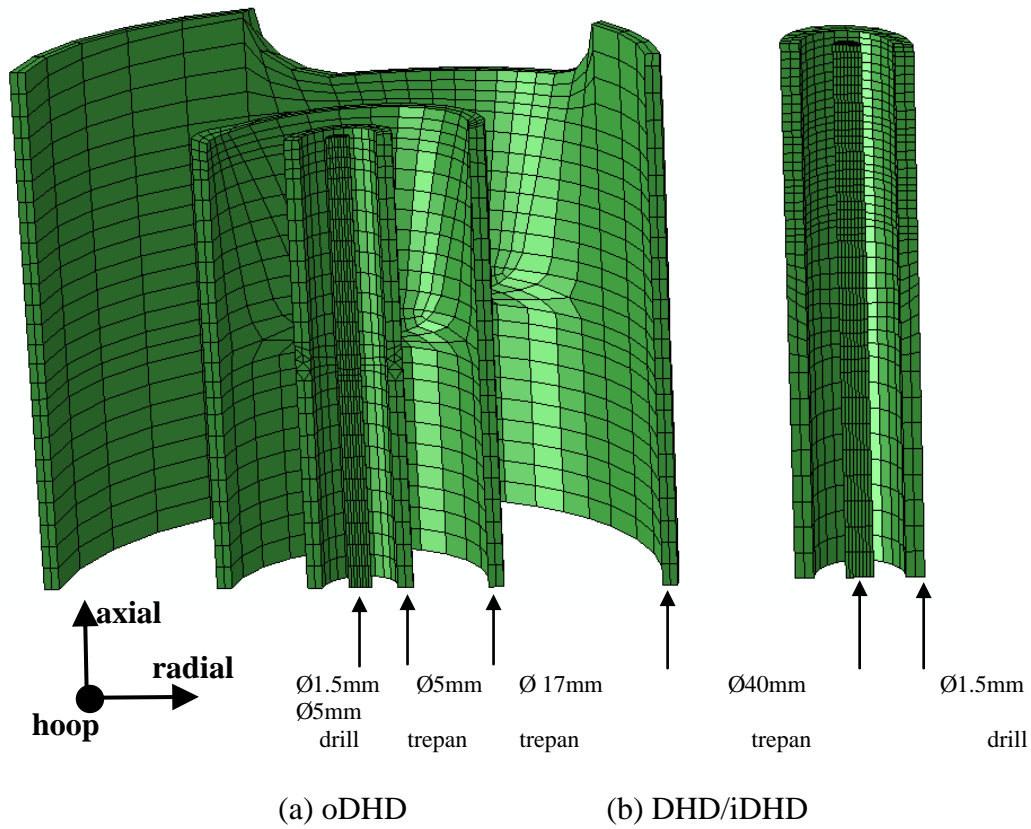 axial
radial
hoop
Ø1.5mm Ø5mm Ø 17mm Ø40mm Ø1.5mm
Ø5mm
drill trepan trepan trepan drill
(a) oDHD (b) DHD/iDHD